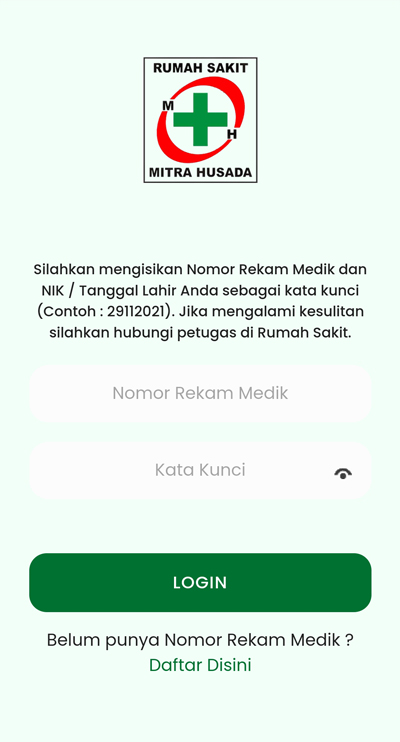 RUMAH SAKIT
M
H
MITRA HUSADA
Silahkan mengisikan Nomor Rekam Medik dan
NIK / Tanggal Lahir Anda sebagai kata kunci
(Contoh : 29112021). Jika mengalami kesulitan
silahkan hubungi petugas di Rumah Sakit.
Nomor Rekam Medik
Kata Kunci
LOGIN
Belum punya Nomor Rekam Medik ?
Daftar Disini